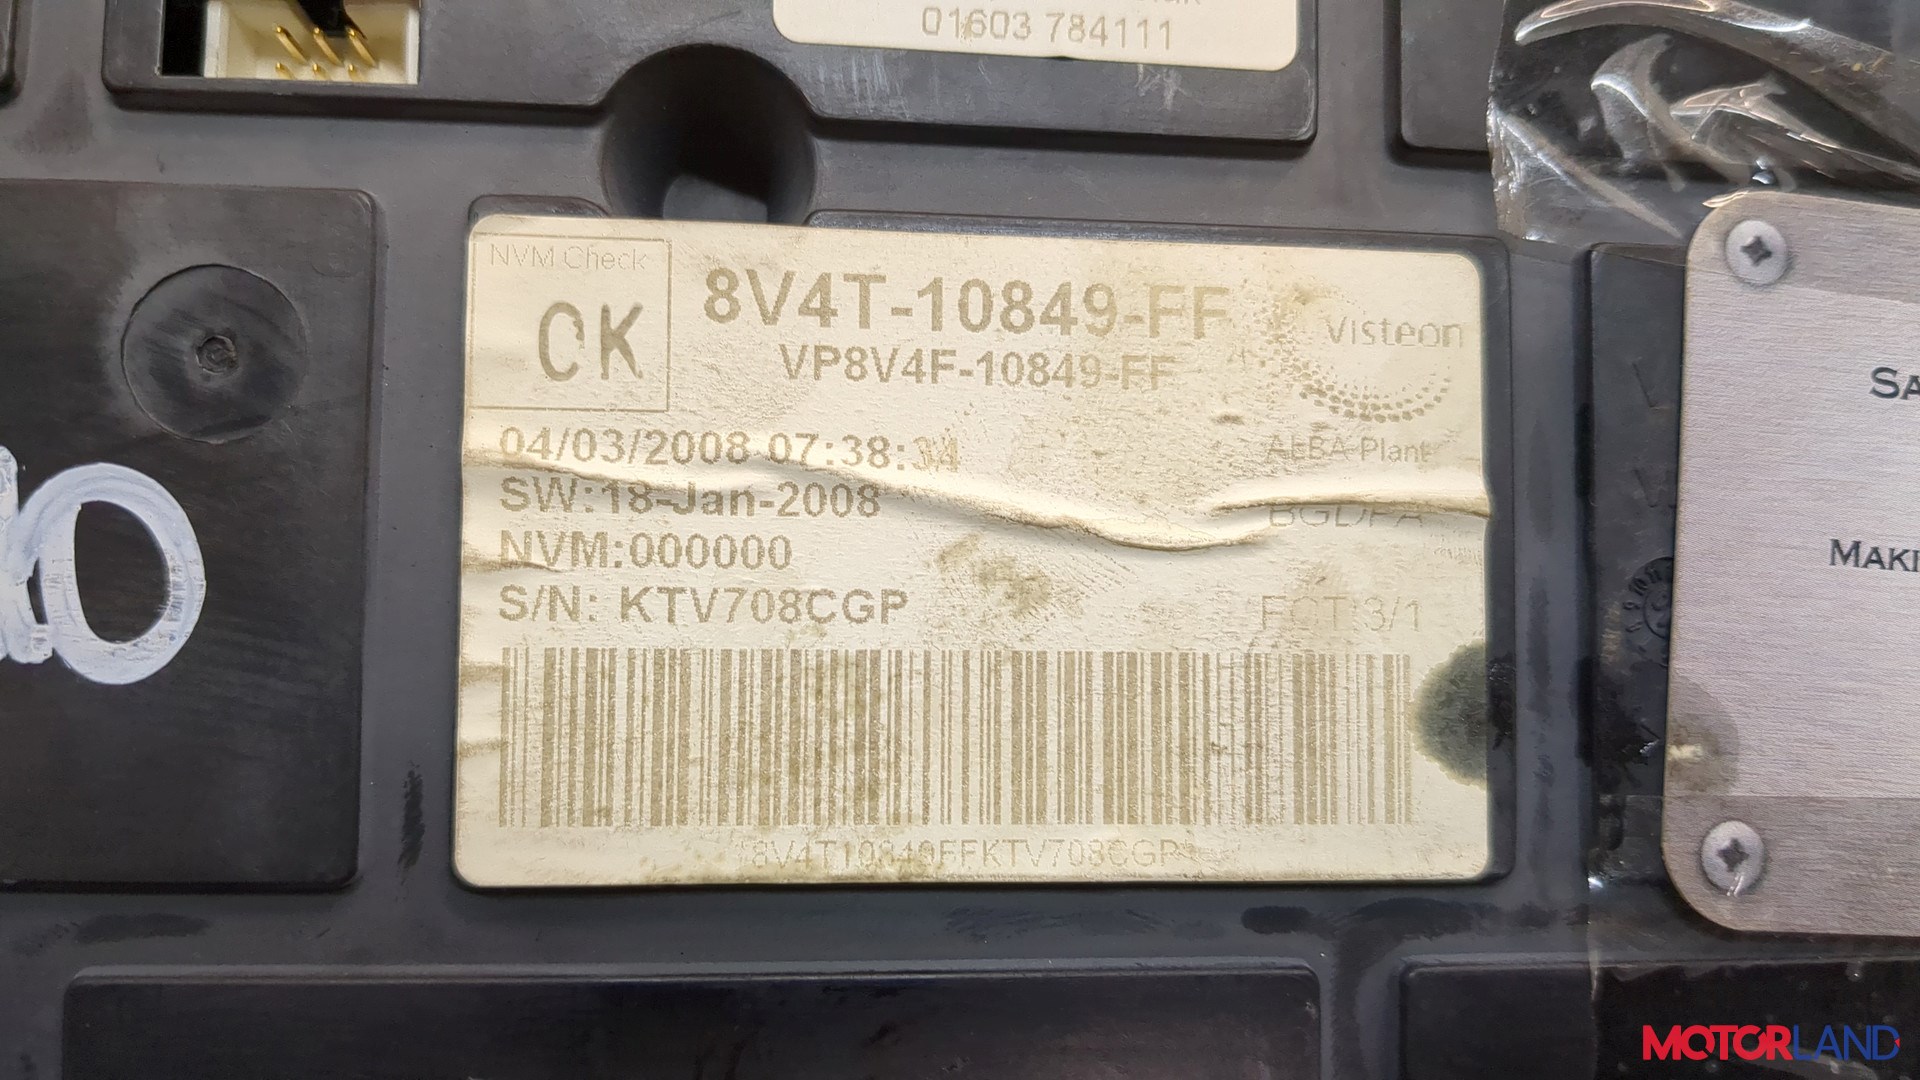 01603 784111
NVM Check
OK
8V4T-10849-FF
VP8V4F-10849-FF
Visteon
04/03/2008 07:38:34
ALBA Plant
SW:18-Jan-2008
BGDPA
NVM:000000
S/N: KTV708CGP
FCT:3/1
8V4T10849FFKTV708CGP
MOTORLAND